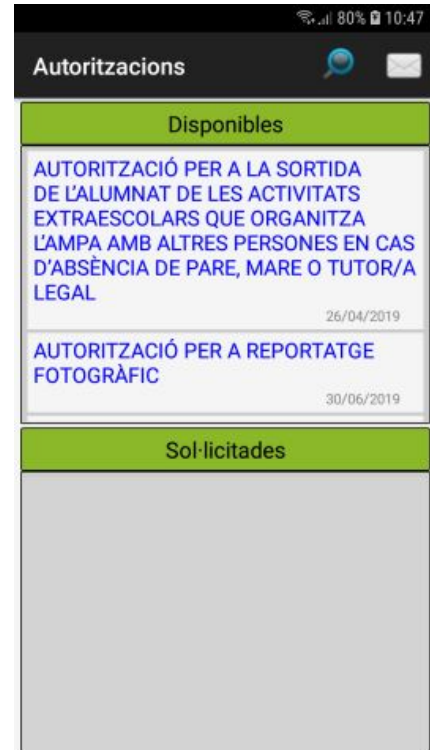 80% 10:47
Autoritzacions
Disponibles
AUTORITZACIÓ PER A LA SORTIDA
DE L'ALUMNAT DE LES ACTIVITATS
EXTRAESCOLARS QUE ORGANITZA
L'AMPA AMB ALTRES PERSONES EN CAS
D'ABSÈNCIA DE PARE, MARE O TUTOR/A
LEGAL
26/04/2019
AUTORITZACIÓ PER A REPORTATGE
FOTOGRÀFIC
30/06/2019
Sol·licitades